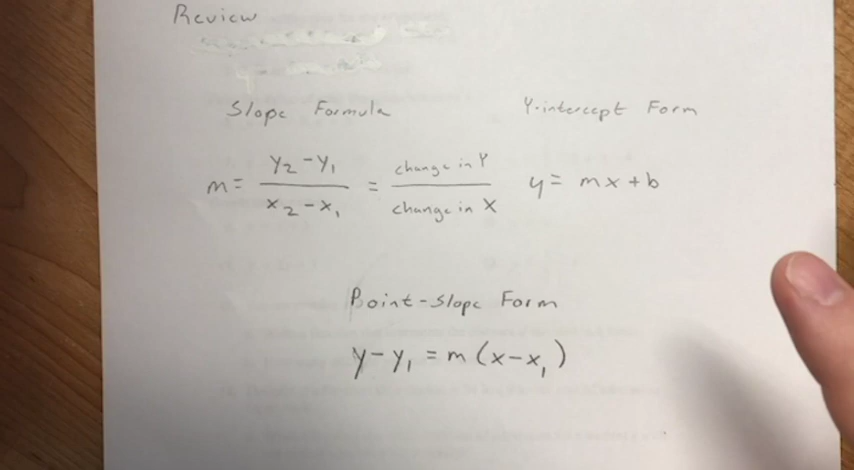 Review
Slope Formula
Y-intercept Form
m = y₂-y₁ / x₂-x₁ = change in Y / change in X
y = mx+b
Point-Slope Form
y-y₁ = m(x-x₁)